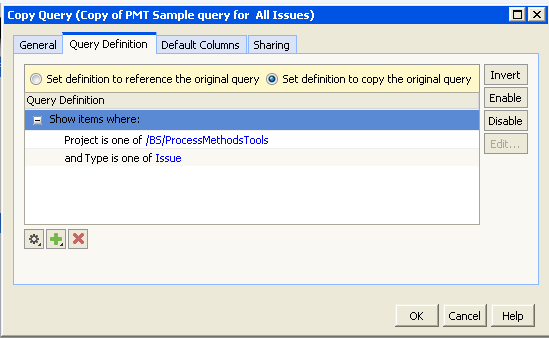 Copy Query (Copy of PMT Sample query for  All Issues)
General Query Definition Default Columns Sharing
Set definition to reference the original query Set definition to copy the original query
Invert
Query Definition
Enable
Show items where:
Disable
Project is one of /BS/ProcessMethodsTools
Edit...
and Type is one of Issue
OK Cancel Help